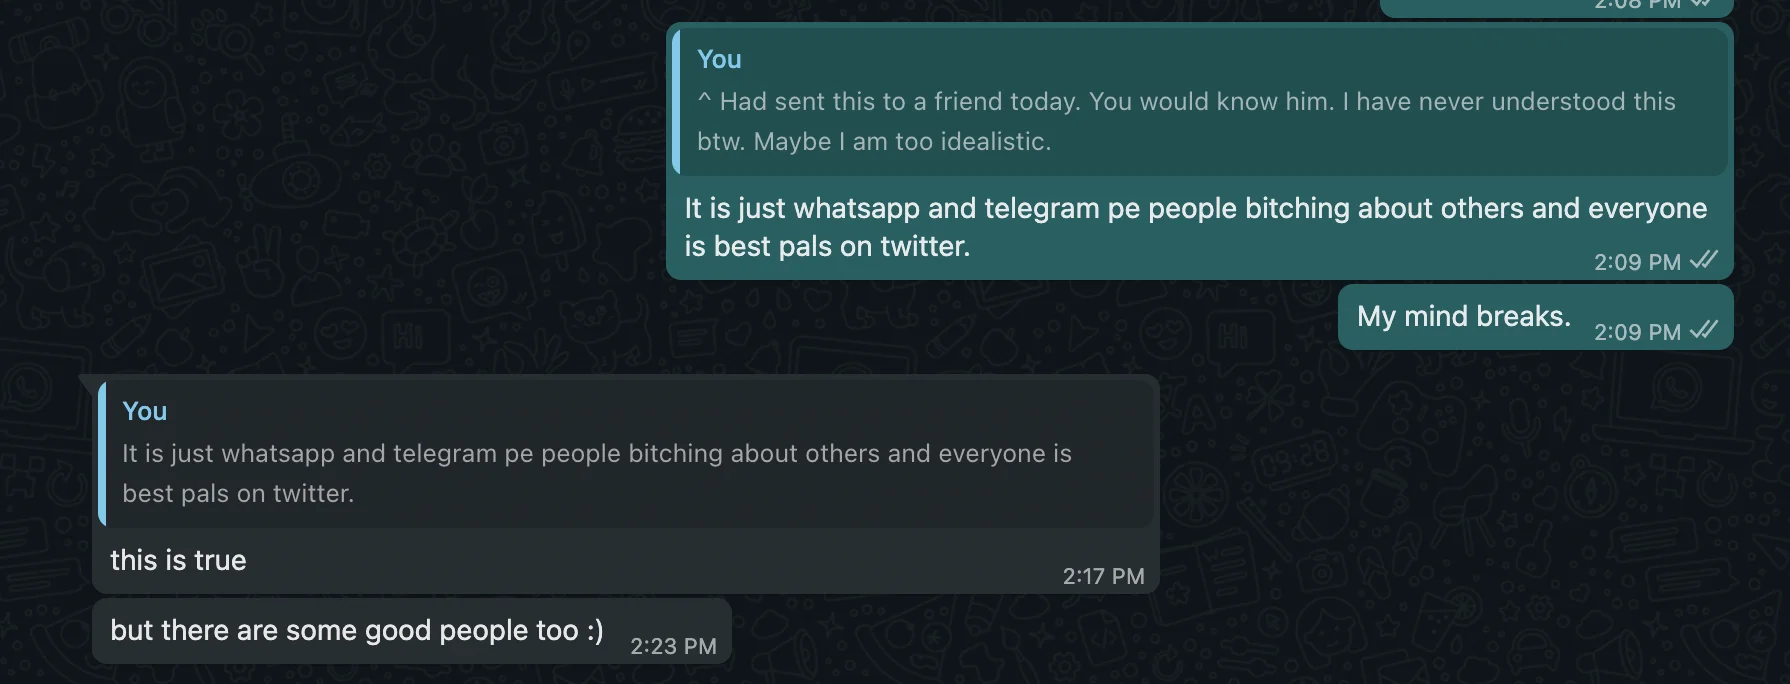 2:08 PM
You
^ Had sent this to a friend today. You would know him. I have never understood this
btw. Maybe I am too idealistic.
It is just whatsapp and telegram pe people bitching about others and everyone
is best pals on twitter.
2:09 PM
My mind breaks.
2:09 PM
You
It is just whatsapp and telegram pe people bitching about others and everyone is
best pals on twitter.
this is true
2:17 PM
but there are some good people too :)
2:23 PM